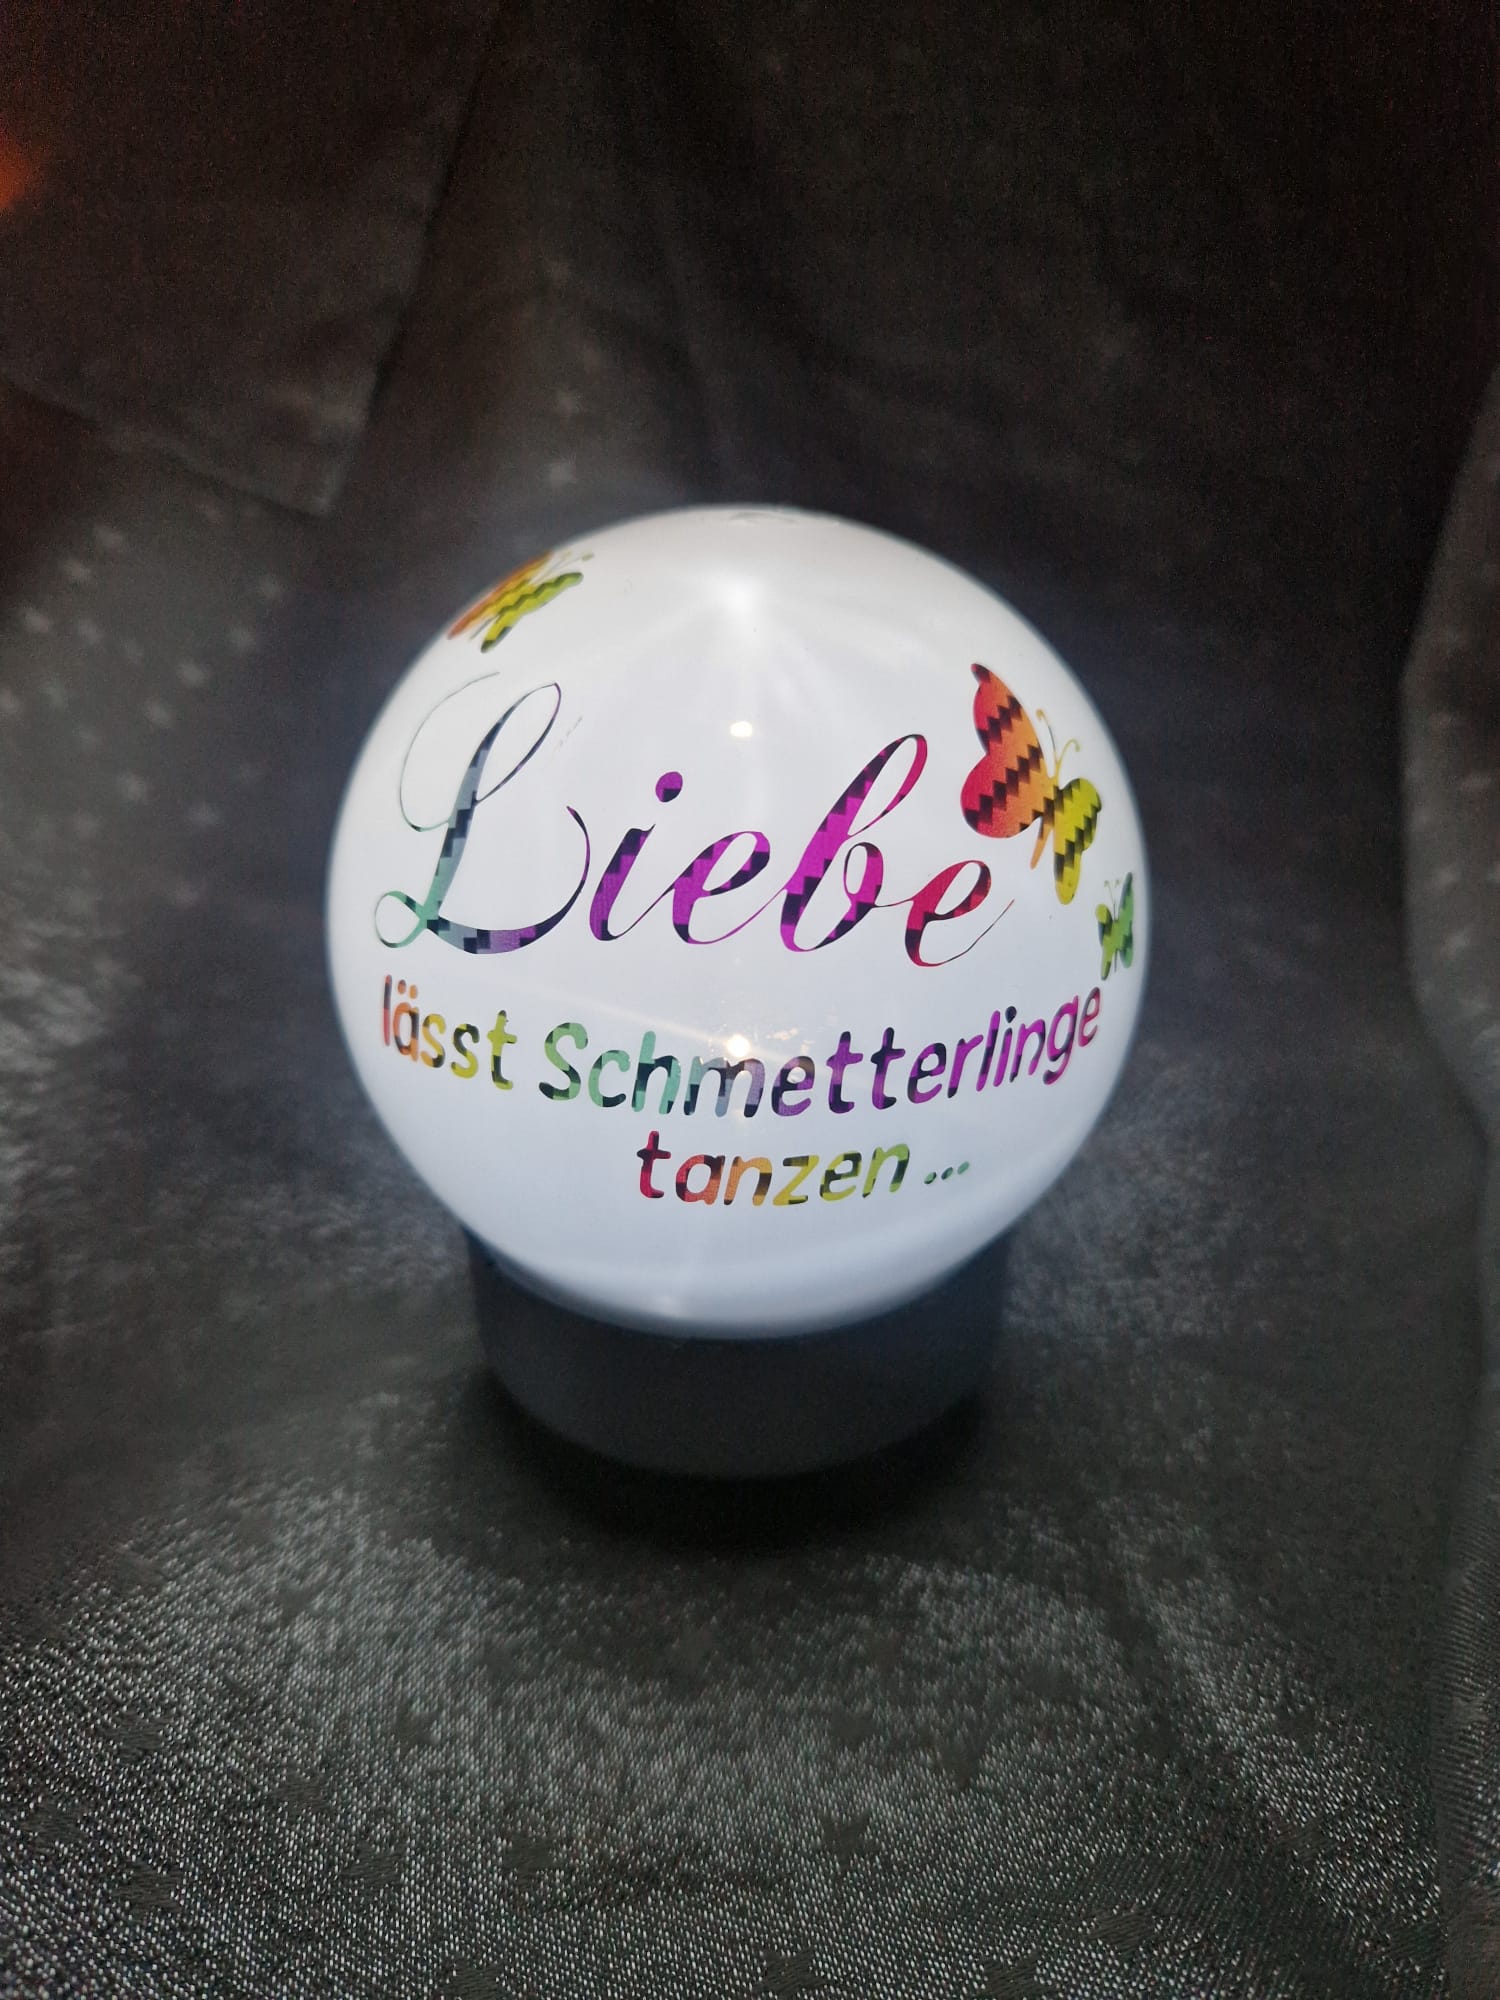 Liebe
lässt Schmetterlinge
tanzen ...